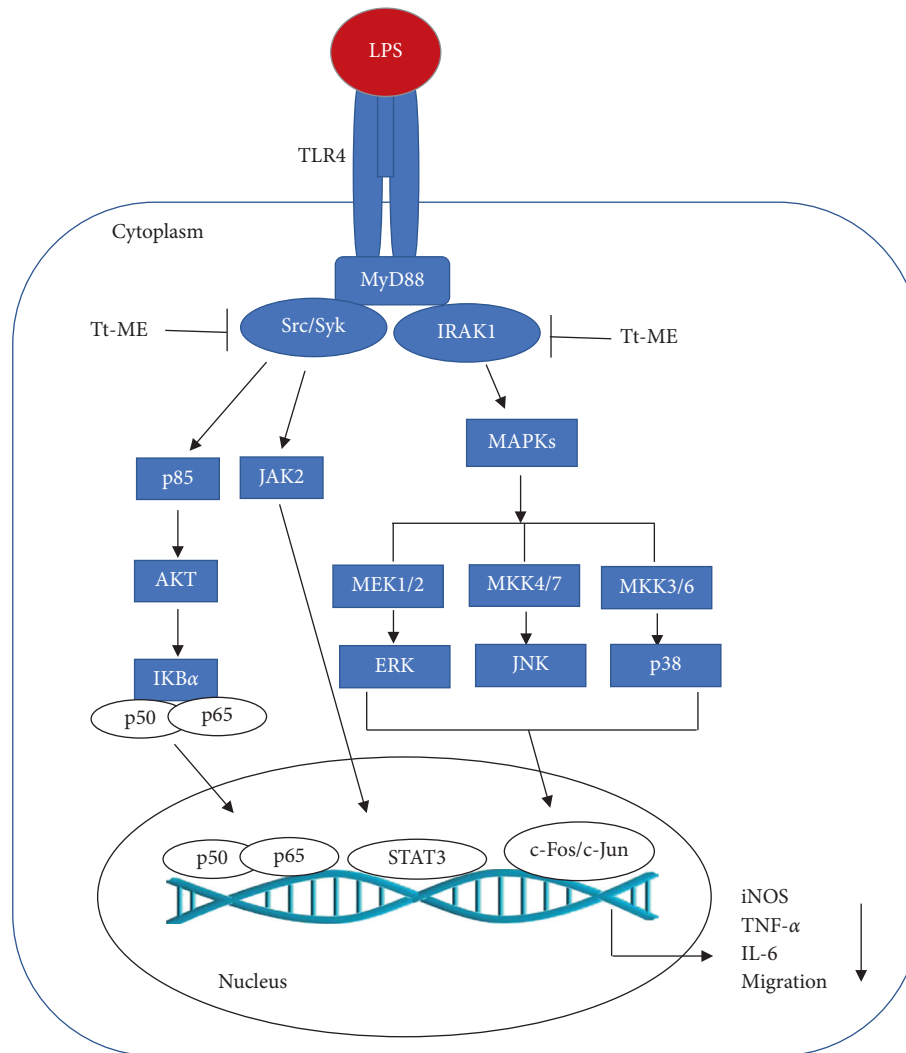 LPS
TLR4
Cytoplasm
MyD88
Tt-ME
Src/Syk
IRAK1
Tt-ME
MAPKs
p85
JAK2
AKT
MEK1/2
MKK4/7
MKK3/6
IKBα
ERK
JNK
p38
p50
p65
p50
p65
STAT3
c-Fos/c-Jun
iNOS
TNF-α
IL-6
Migration
Nucleus